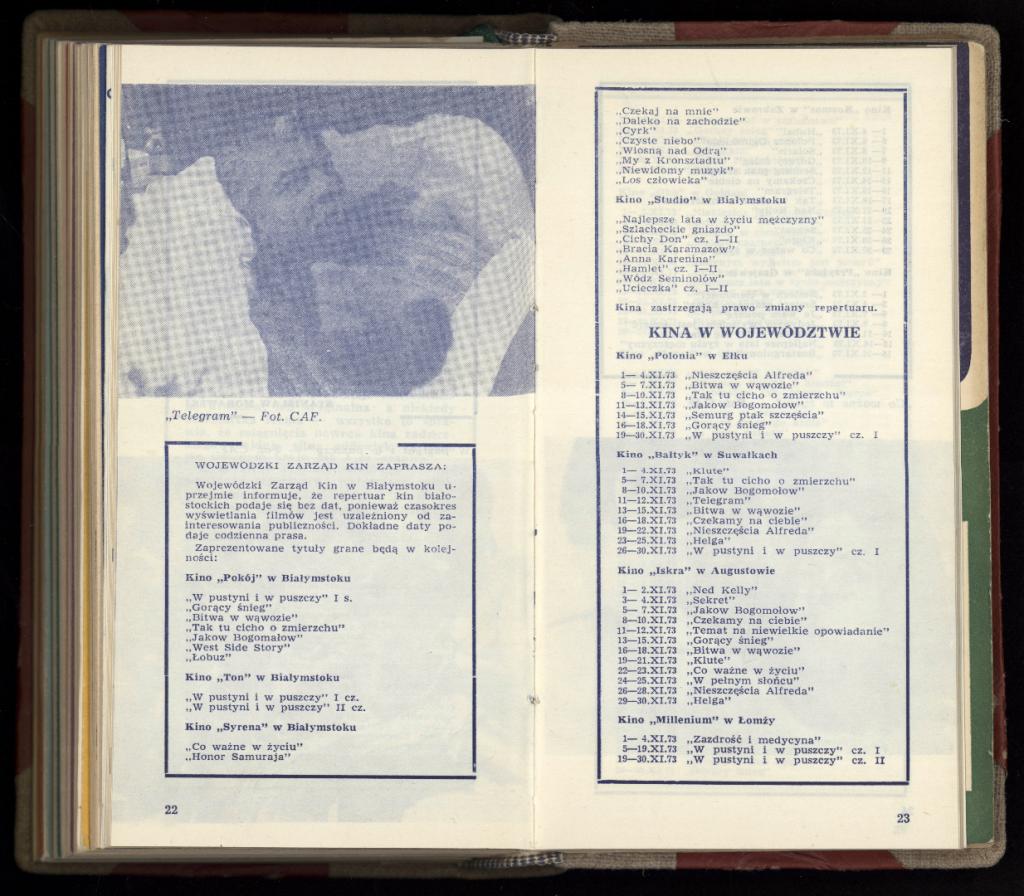 „Telegram" — Fot. CAF.
WOJEWÓDZKI ZARZĄD KIN ZAPRASZA:
Wojewódzki Zarząd Kin w Białymstoku u-
przejmie informuje, że repertuar kin biało-
stockich podaje się bez dat, ponieważ czasokres
wyświetlania filmów jest uzależniony od za-
interesowania publiczności. Dokładne daty po-
daje codzienna prasa.
Zaprezentowane tytuły grane będą w kolej-
ności:
Kino „Pokój" w Białymstoku
„W pustyni i w puszczy" I s.
„Gorący śnieg"
„Bitwa w wąwozie"
„Tak tu cicho o zmierzchu"
„Jakow Bogomałow"
„West Side Story"
„Łobuz"
Kino „Ton" w Białymstoku
„W pustyni i w puszczy" I cz.
„W pustyni i w puszczy" II cz.
Kino „Syrena" w Białymstoku
„Co ważne w życiu"
„Honor Samuraja"
22
„Czekaj na mnie"
„Daleko na zachodzie"
„Cyrk"
„Czyste niebo"
„Wiosną nad Odrą"
„My z Kronsztadtu"
„Niewidomy muzyk"
„Los człowieka"
Kino „Studio" w Białymstoku
„Najlepsze lata w życiu mężczyzny"
„Szlacheckie gniazdo"
„Cichy Don" cz. I—II
„Bracia Karamazow"
„Anna Karenina"
„Hamlet" cz. I—II
„Wódz Seminolów"
„Ucieczka" cz. I—II
Kina zastrzegają prawo zmiany repertuaru.
KINA W WOJEWÓDZTWIE
Kino „Polonia" w Ełku
1— 4.XI.73 „Nieszczęścia Alfreda"
5— 7.XI.73 „Bitwa w wąwozie"
8—10.XI.73 „Tak tu cicho o zmierzchu"
11—13.XI.73 „Jakow Bogomołow"
14—15.XI.73 „Semurg ptak szczęścia"
16—18.XI.73 „Gorący śnieg"
19—30.XI.73 „W pustyni i w puszczy" cz. I
Kino „Bałtyk" w Suwałkach
1— 4.XI.73 „Klute"
5— 7.XI.73 „Tak tu cicho o zmierzchu"
8—10.XI.73 „Jakow Bogomołow"
11—12.XI.73 „Telegram"
13—15.XI.73 „Bitwa w wąwozie"
16—18.XI.73 „Czekamy na ciebie"
19—22.XI.73 „Nieszczęścia Alfreda"
23—25.XI.73 „Helga"
26—30.XI.73 „W pustyni i w puszczy" cz. I
Kino „Iskra" w Augustowie
1— 2.XI.73 „Ned Kelly"
3— 4.XI.73 „Sekret"
5— 7.XI.73 „Jakow Bogomołow"
8—10.XI.73 „Czekamy na ciebie"
11—12.XI.73 „Temat na niewielkie opowiadanie"
13—15.XI.73 „Gorący śnieg"
16—18.XI.73 „Bitwa w wąwozie"
19—21.XI.73 „Klute"
22—23.XI.73 „Co ważne w życiu"
24—25.XI.73 „W pełnym słońcu"
26—28.XI.73 „Nieszczęścia Alfreda"
29—30.XI.73 „Helga"
Kino „Millenium" w Łomży
1— 4.XI.73 „Zazdrość i medycyna"
5—19.XI.73 „W pustyni i w puszczy" cz. I
19—30.XI.73 „W pustyni i w puszczy" cz. II
23